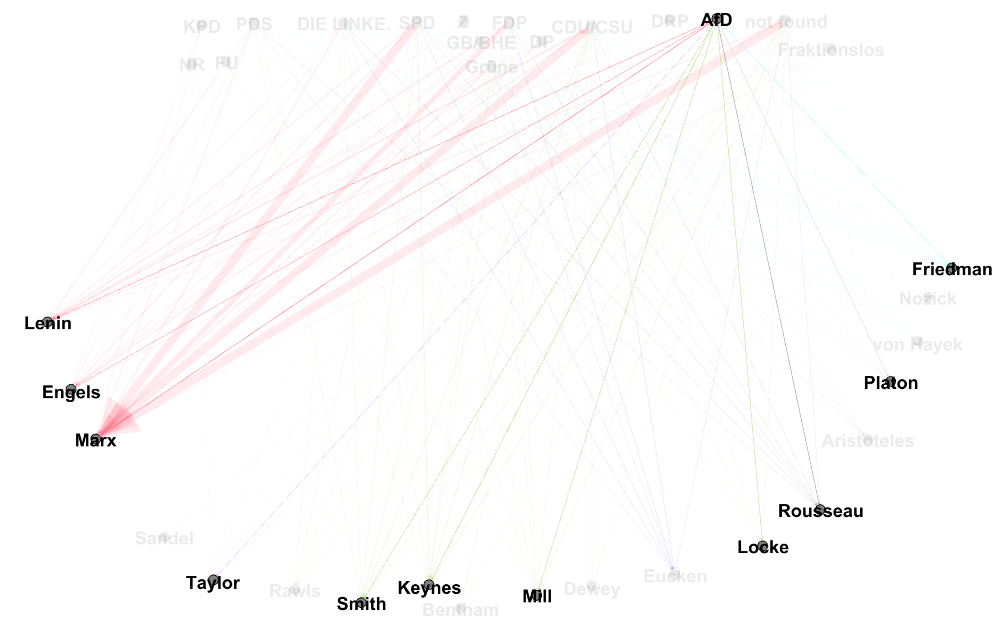 KPD PDS DIE LINKE. SPD Z FDP CDU/CSU DRP AfD not found
GB/BHE DP Fraktionslos
NR FU Grüne
Friedman
Nozick
Lenin
von Hayek
Platon
Engels
Marx Aristoteles
Rousseau
Sandel Locke
Taylor Rawls Keynes Dewey Eucken
Smith Bentham Mill